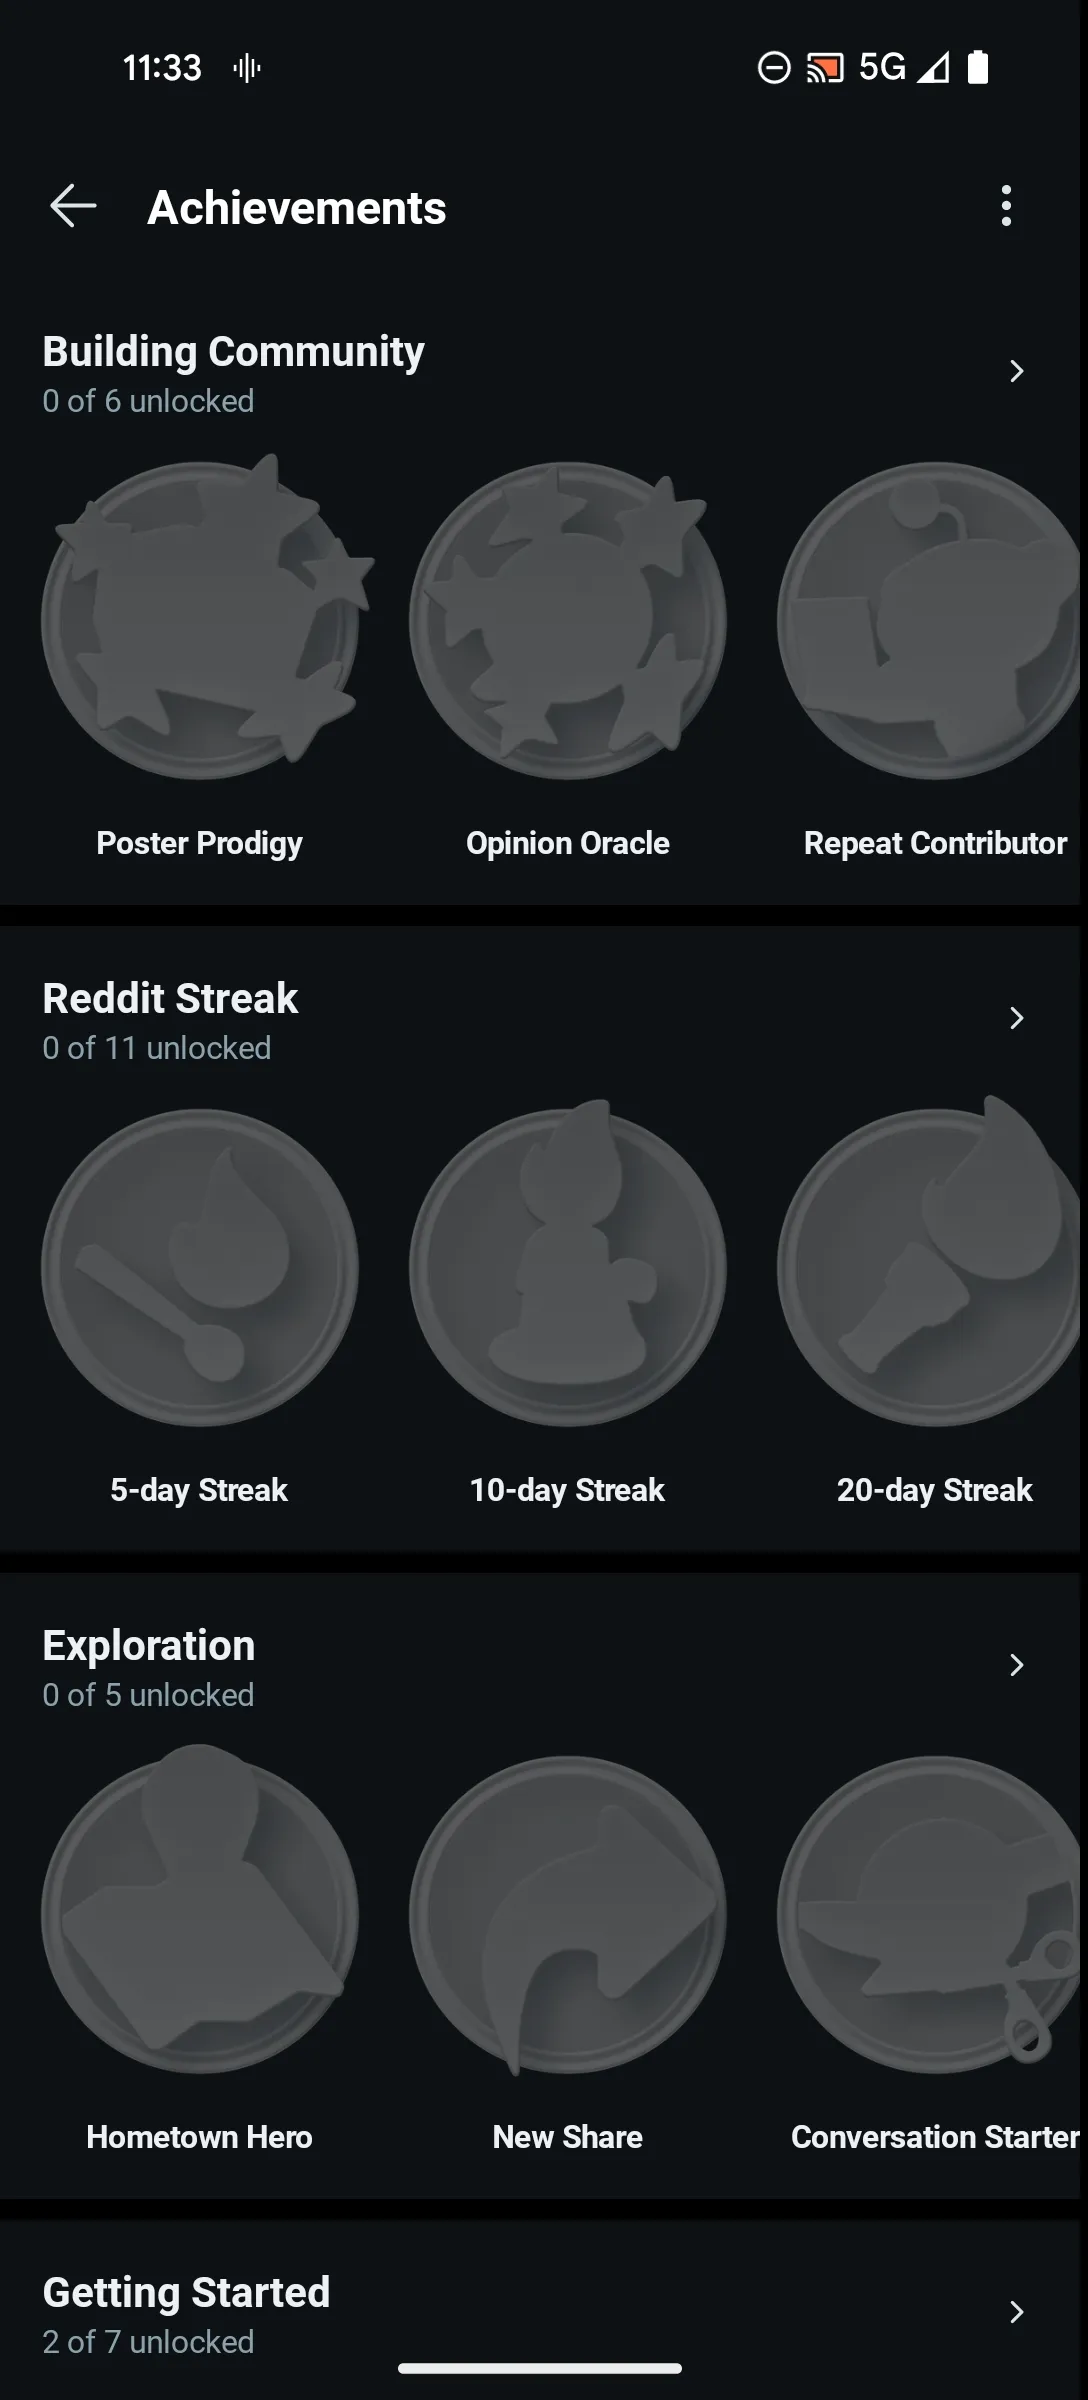 11:33
5G
Achievements
Building Community
0 of 6 unlocked
Poster Prodigy
Opinion Oracle
Repeat Contributor
Reddit Streak
0 of 11 unlocked
5-day Streak
10-day Streak
20-day Streak
Exploration
0 of 5 unlocked
Hometown Hero
New Share
Conversation Starter
Getting Started
2 of 7 unlocked